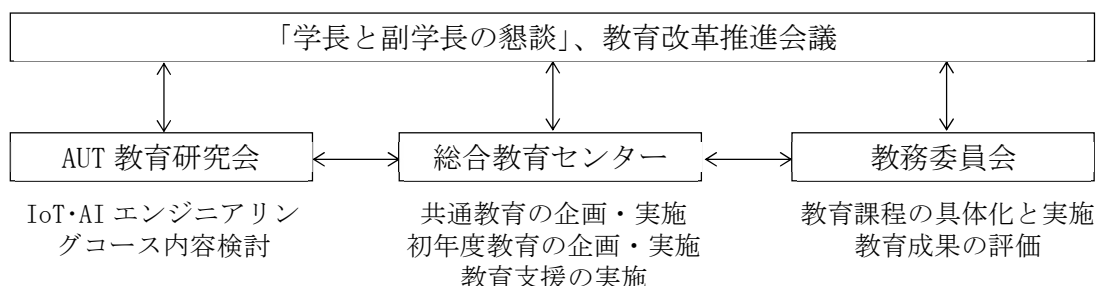 「学長と副学長の懇談」、教育改革推進会議
AUT 教育研究会
総合教育センター
教務委員会
IoT･AI エンジニアリン
グコース内容検討
共通教育の企画・実施
初年度教育の企画・実施
教育支援の実施
教育課程の具体化と実施
教育成果の評価